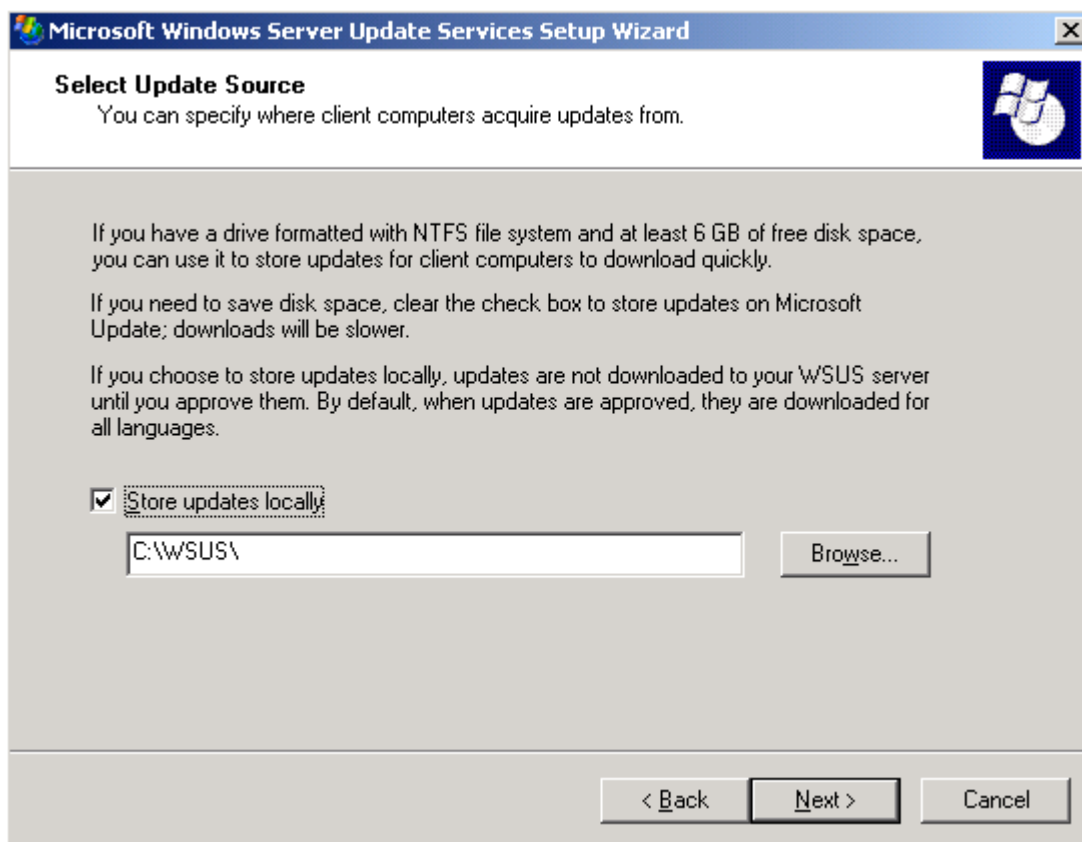 Microsoft Windows Server Update Services Setup Wizard
Select Update Source
You can specify where client computers acquire updates from.
If you have a drive formatted with NTFS file system and at least 6 GB of free disk space,
you can use it to store updates for client computers to download quickly.
If you need to save disk space, clear the check box to store updates on Microsoft
Update; downloads will be slower.
If you choose to store updates locally, updates are not downloaded to your WSUS server
until you approve them. By default, when updates are approved, they are downloaded for
all languages.
Store updates locally
C:\WSUS\
Browse...
< Back
Next >
Cancel